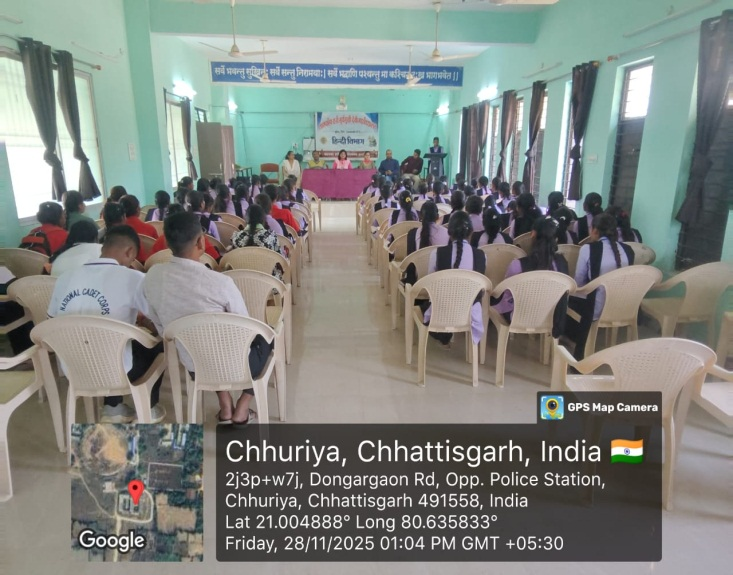 सर्वे भवन्तु सुखिनः सर्वे सन्तु निरामयाः। सर्वे भद्राणि पश्यन्तु मा कश्चिद् दुःख भागभवेत ||
हिन्दी विभाग
NATIONAL CADET CORPS
GPS Map Camera
Chhuriya, Chhattisgarh, India
2j3p+w7j, Dongargaon Rd, Opp. Police Station,
Chhuriya, Chhattisgarh 491558, India
Lat 21.004888° Long 80.635833°
Friday, 28/11/2025 01:04 PM GMT +05:30
Google